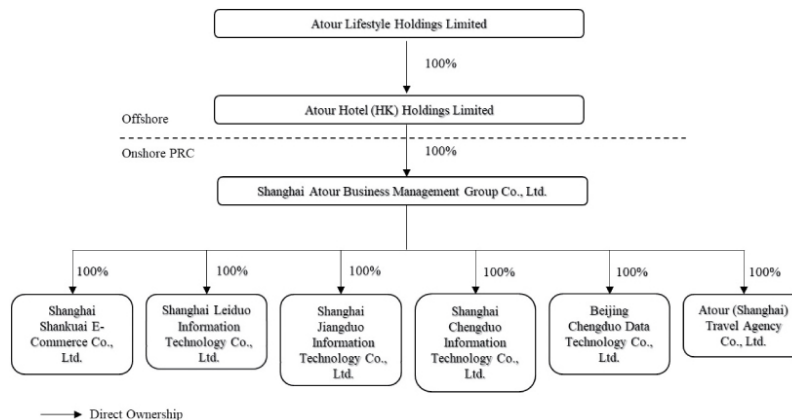 Atour Lifestyle Holdings Limited
100%
Atour Hotel (HK) Holdings Limited
Offshore
Onshore PRC
100%
Shanghai Atour Business Management Group Co., Ltd.
100%
100%
100%
100%
100%
100%
Shanghai
Shankuai E-
Commerce Co.,
Ltd.
Shanghai Leiduo
Information
Technology Co.,
Ltd.
Shanghai
Jiangduo
Information
Technology Co.,
Ltd.
Shanghai
Chengduo
Information
Technology Co.,
Ltd.
Beijing
Chengduo Data
Technology Co.,
Ltd.
Atour (Shanghai)
Travel Agency
Co., Ltd.
Direct Ownership